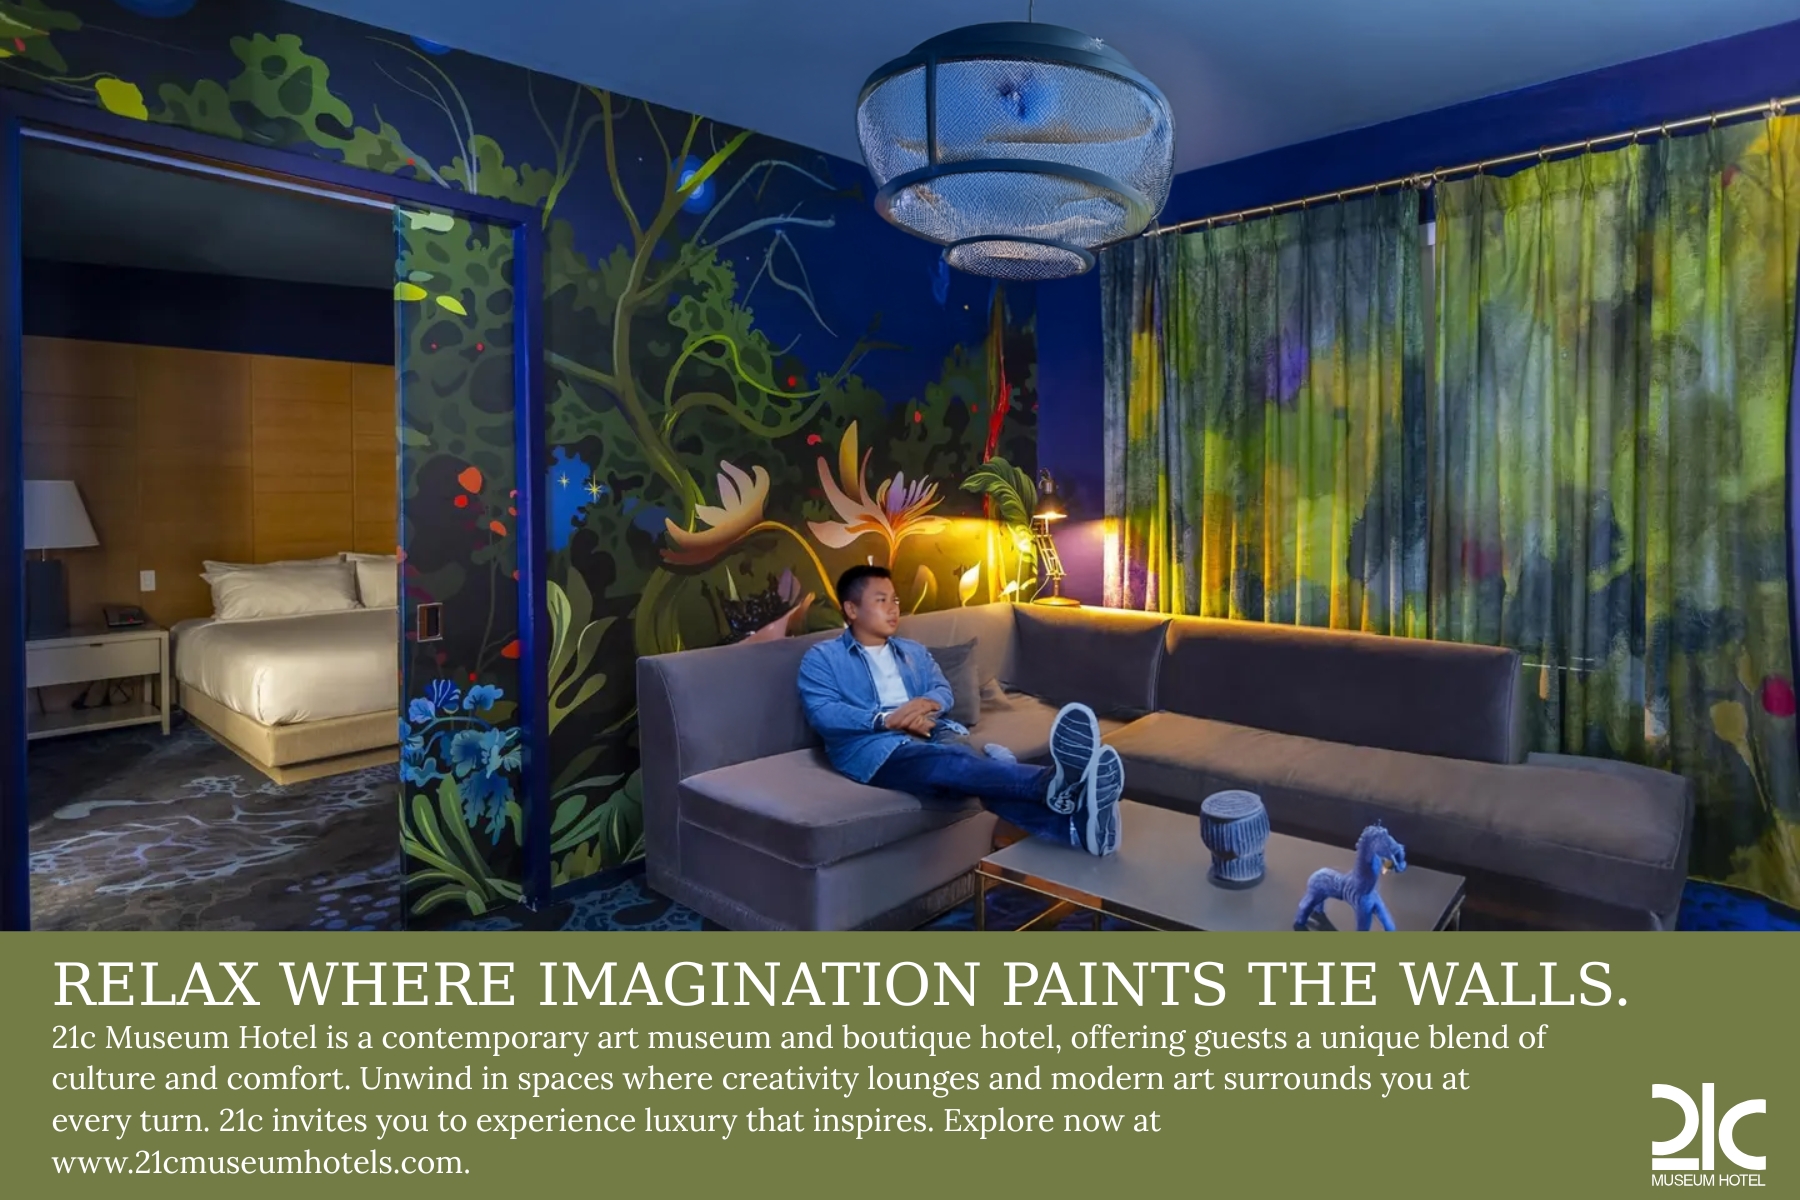 RELAX WHERE IMAGINATION PAINTS THE WALLS.
21c Museum Hotel is a contemporary art museum and boutique hotel, offering guests a unique blend of
culture and comfort. Unwind in spaces where creativity lounges and modern art surrounds you at
every turn. 21c invites you to experience luxury that inspires. Explore now at
www.21cmuseumhotels.com.
21c
MUSEUM HOTEL